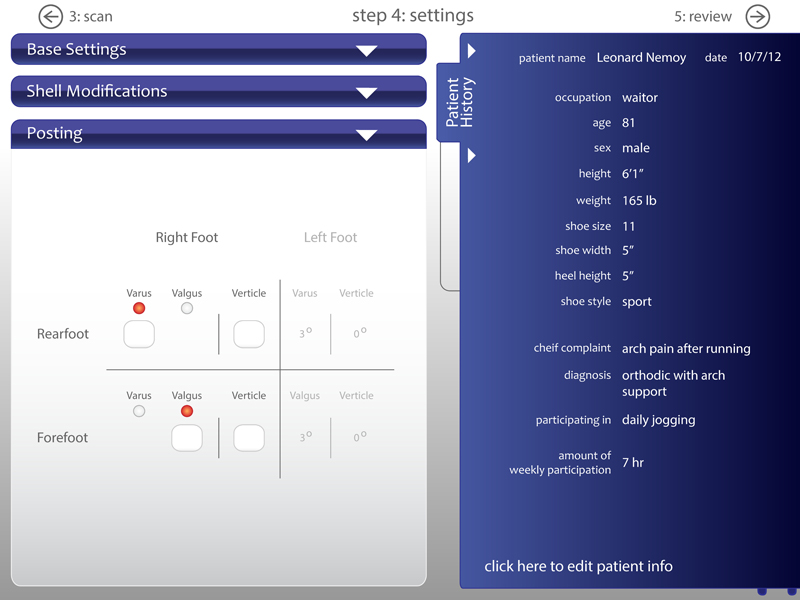 3: scan
step 4: settings
5: review
Base Settings
Shell Modifications
Posting
Right Foot Left Foot
Varus Valgus Verticle Varus Verticle
Rearfoot 3° 0°
Varus Valgus Verticle Valgus Verticle
Forefoot 3° 0°
Patient
History
patient name Leonard Nemoy date 10/7/12
occupation waitor
age 81
sex male
height 6'1"
weight 165 lb
shoe size 11
shoe width 5"
heel height 5"
shoe style sport
cheif complaint arch pain after running
diagnosis orthodic with arch
support
participating in daily jogging
amount of
weekly participation 7 hr
click here to edit patient info